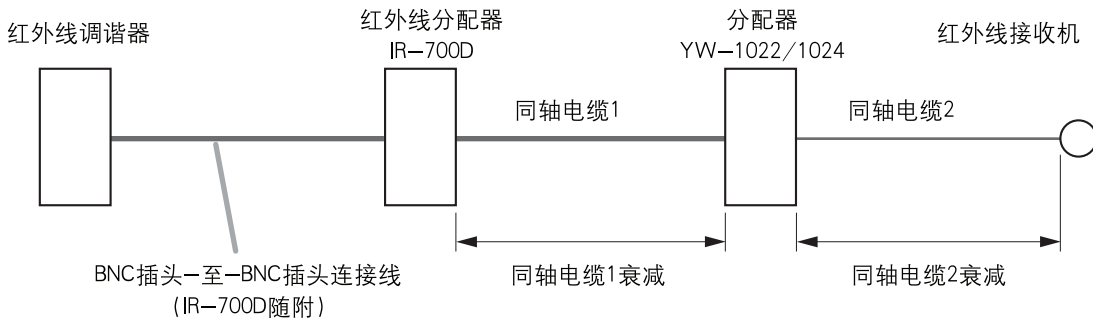 红外线调谐器
红外线分配器
IR-700D
分配器
YW-1022/1024
红外线接收机
同轴电缆1
同轴电缆2
BNC插头-至-BNC插头连接线
(IR-700D随附)
同轴电缆1衰减
同轴电缆2衰减